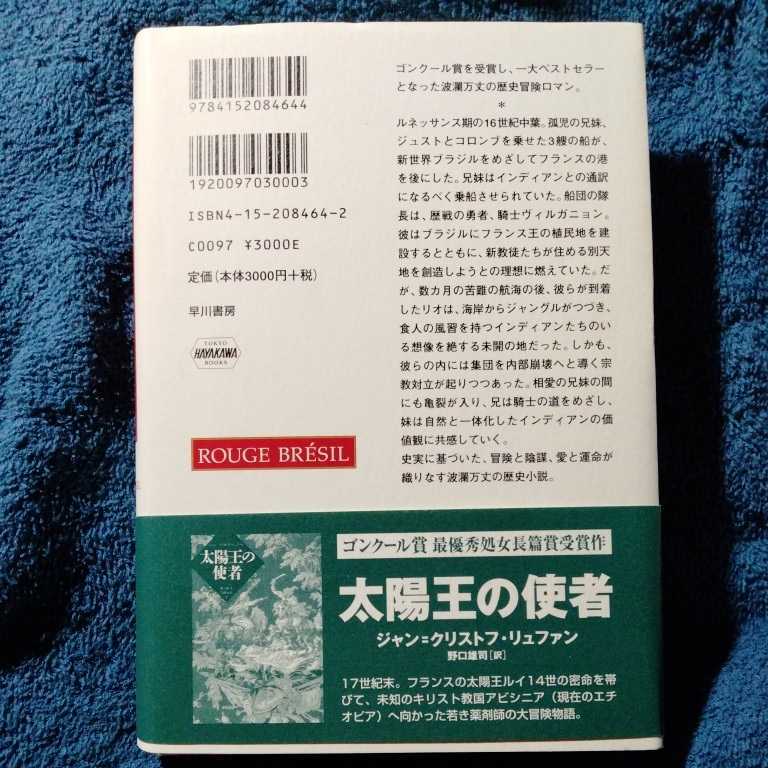 9784152084644
1920097030003
ISBN4-15-208464-2
C0097 ¥3000E
定価(本体3000円+税)
早川書房
TOKYO
HAYAKAWA
BOOKS
ROUGE BRÉSIL
ゴンクール賞を受賞し、一大ベストセラー
となった波瀾万丈の歴史冒険ロマン。
*
ルネッサンス期の16世紀中葉。孤児の兄妹、
ジュストとコロンブを乗せた3艘の船が、
新世界ブラジルをめざしてフランスの港
を後にした。兄妹はインディアンとの通訳
になるべく乗船させられていた。船団の隊
長は、歴戦の勇者、騎士ヴィルガニョン。
彼はブラジルにフランス王の植民地を建
設するとともに、新教徒たちが住める別天
地を創造しようとの理想に燃えていた。だ
が、数カ月の苦難の航海の後、彼らが到着
したリオは、海岸からジャングルがつづき、
食人の風習を持つインディアンたちのい
る想像を絶する未開の地だった。しかも、
彼らの内には集団を内部崩壊へと導く宗
教対立が起りつつあった。相愛の兄妹の間
にも亀裂が入り、兄は騎士の道をめざし、
妹は自然と一体化したインディアンの価
値観に共感していく。
史実に基づいた、冒険と陰謀、愛と運命が
織りなす波瀾万丈の歴史小説。
太陽王の
使者
ゴンクール賞 最優秀処女長篇賞受賞作
太陽王の使者
ジャン=クリストフ・リュファン
野口雄司[訳]
17世紀末。フランスの太陽王ルイ14世の密命を帯
びて、未知のキリスト教国アビシニア(現在のエチ
オピア)へ向かった若き薬剤師の大冒険物語。